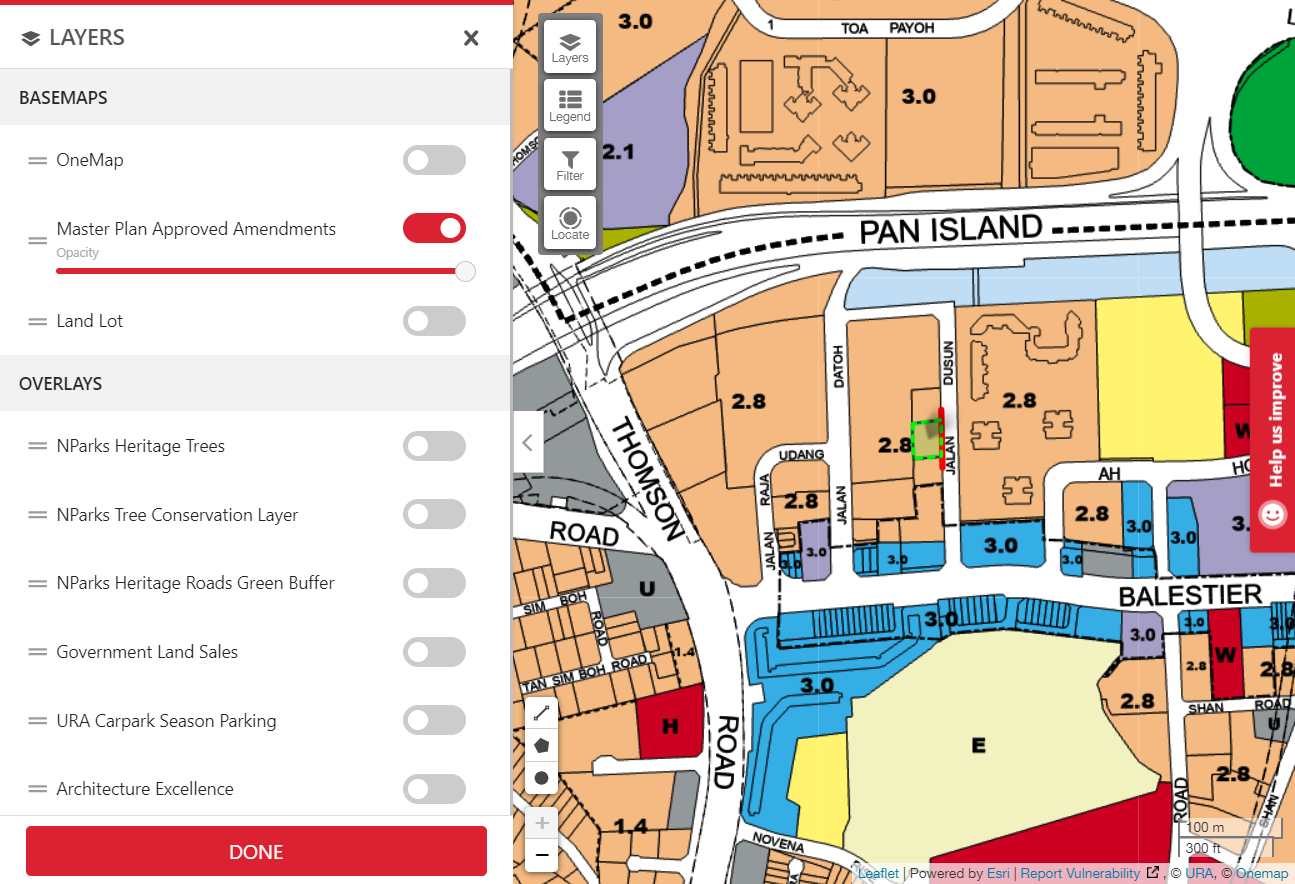 LAYERS
BASEMAPS
OneMap
Master Plan Approved Amendments
Opacity
Land Lot
OVERLAYS
NParks Heritage Trees
NParks Tree Conservation Layer
NParks Heritage Roads Green Buffer
Government Land Sales
URA Carpark Season Parking
Architecture Excellence
DONE
Layers
Legend
Filter
Locate
3.0
1
TOA PAYOH
3.0
2.1
PAN ISLAND
DATOH
DUSUN
2.8
2.8
2.8
JALAN
THOMSON
UDANG
RAJA
JALAN
2.8
JALAN
AH
W
Help us improve
2.8
3.0
3.0
3.
ROAD
3.0
3.0
3.0
3.0
3.0
U
BALESTIER
SIM BOH
ROAD
3.0
3.0
3.0
3.0
1.4
TAN SIM BOH ROAD
2.8
W
2.8
3.0
2.8
SHAN ROAD
U
H
ROAD
E
2.8
ROAD
SHAN
1.4
NOVENA
100 m
300 ft
Leaflet | Powered by Esri | Report Vulnerability , © URA, © Onemap